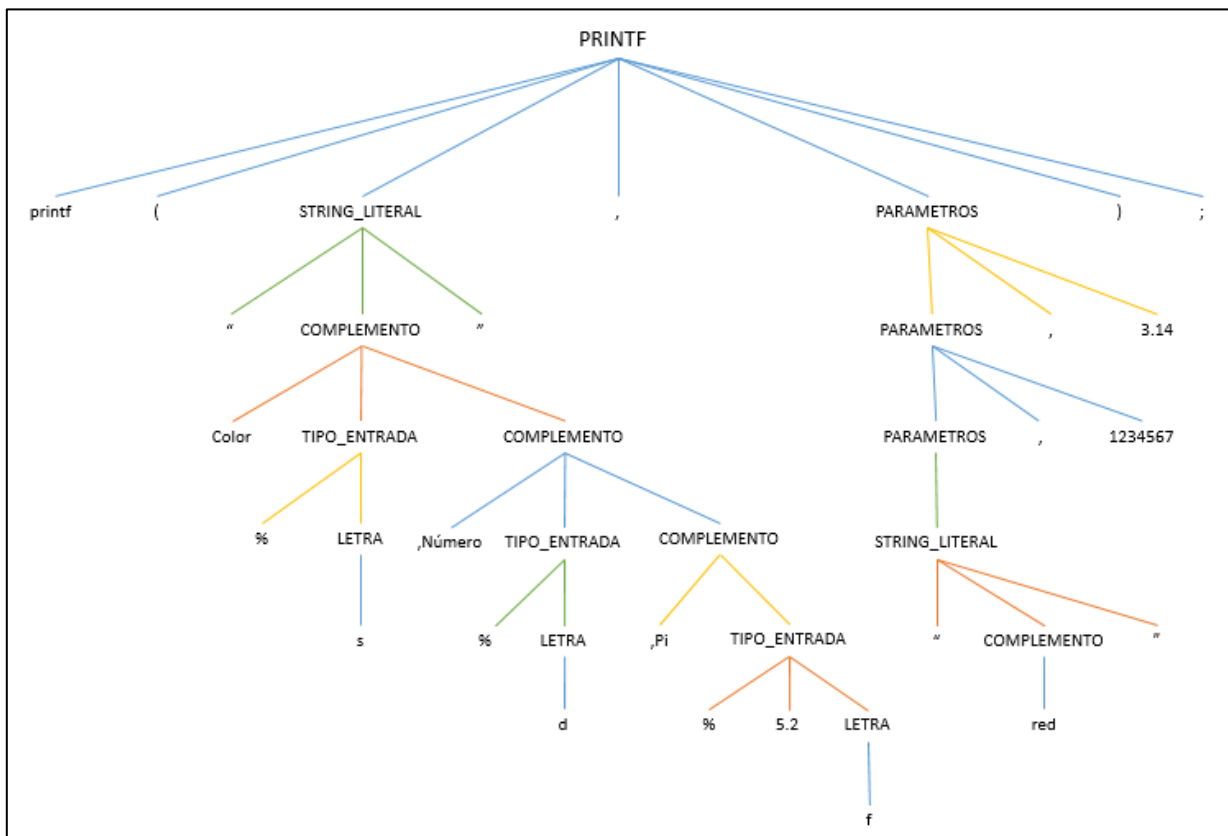 PRINTF
printf ( STRING_LITERAL , PARAMETROS ) ;
“ COMPLEMENTO ” PARAMETROS , 3.14
Color TIPO_ENTRADA COMPLEMENTO PARAMETROS , 1234567
% LETRA ,Número TIPO_ENTRADA COMPLEMENTO STRING_LITERAL
s % LETRA ,Pi TIPO_ENTRADA “ COMPLEMENTO ”
d % 5.2 LETRA red
f